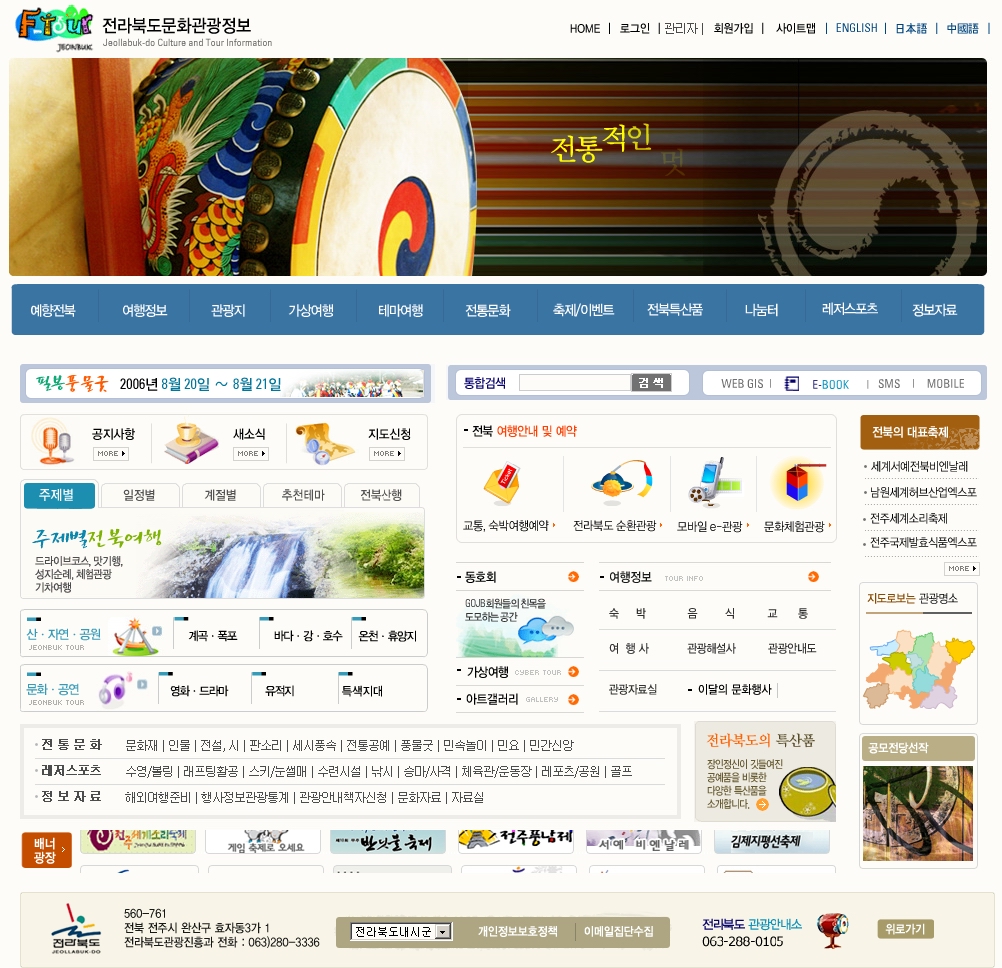 F-Tour
JEONBUK
전라북도문화관광정보
Jeollabuk-do Culture and Tour Information
HOME | 로그인 | 관리자 | 회원가입 | 사이트맵 | ENGLISH | 日本語 | 中國語 |
전통적인 멋
예향전북 여행정보 관광지 가상여행 테마여행 전통문화 축제/이벤트 전북특산품 나눔터 레저스포츠 정보자료
필봉풍물굿 2006년 8월 20일 ~ 8월 21일
통합검색 검 색
WEB GIS | E-BOOK | SMS | MOBILE
공지사항 MORE
새소식 MORE
지도신청 MORE
주제별 일정별 계절별 추천테마 전북산행
주제별전북여행
드라이브코스, 맛기행,
성지순례, 체험관광
기차여행
산 · 자연 · 공원
JEONBUK TOUR
계곡 · 폭포 바다 · 강 · 호수 온천 · 휴양지
문화 · 공연
JEONBUK TOUR
영화 · 드라마 유적지 특색지대
- 전북 여행안내 및 예약
Ticket
교통, 숙박여행예약 전라북도 순환관광 모바일 e-관광 문화체험관광
- 동호회
GOJB회원들의 친목을
도모하는 공간
- 가상여행 CYBER TOUR
- 아트갤러리 GALLERY
- 여행정보 TOUR INFO
숙 박 음 식 교 통
여 행 사 관광해설사 관광안내도
관광자료실 - 이달의 문화행사
전북의 대표축제
세계서예전북비엔날레
남원세계허브산업엑스포
전주세계소리축제
전주국제발효식품엑스포
MORE
지도로보는 관광명소
공모전당선작
전 통 문 화 문화재 | 인물 | 전설, 시 | 판소리 | 세시풍속 | 전통공예 | 풍물굿 | 민속놀이 | 민요 | 민간신앙
레저스포츠 수영/볼링 | 래프팅활공 | 스키/눈썰매 | 수련시설 | 낚시 | 승마/사격 | 체육관/운동장 | 레포츠/공원 | 골프
정 보 자 료 해외여행준비 | 행사정보관광통계 | 관광안내책자신청 | 문화자료 | 자료실
전라북도의 특산품
장인정신이 깃들여진
공예품을 비롯한
다양한 특산품을
소개합니다.
배너
광장
전주세계소리축제
게임 축제로 오세요
반딧불축제
전주풍남제
서예 비엔날레
김제지평선축제
전라북도
JEOLLABUK-DO
560-761
전북 전주시 완산구 효자동3가 1
전라북도관광진흥과 전화 : 063)280-3336
전라북도내시군
개인정보보호정책 | 이메일집단수집
전라북도 관광안내소
063-288-0105
위로가기